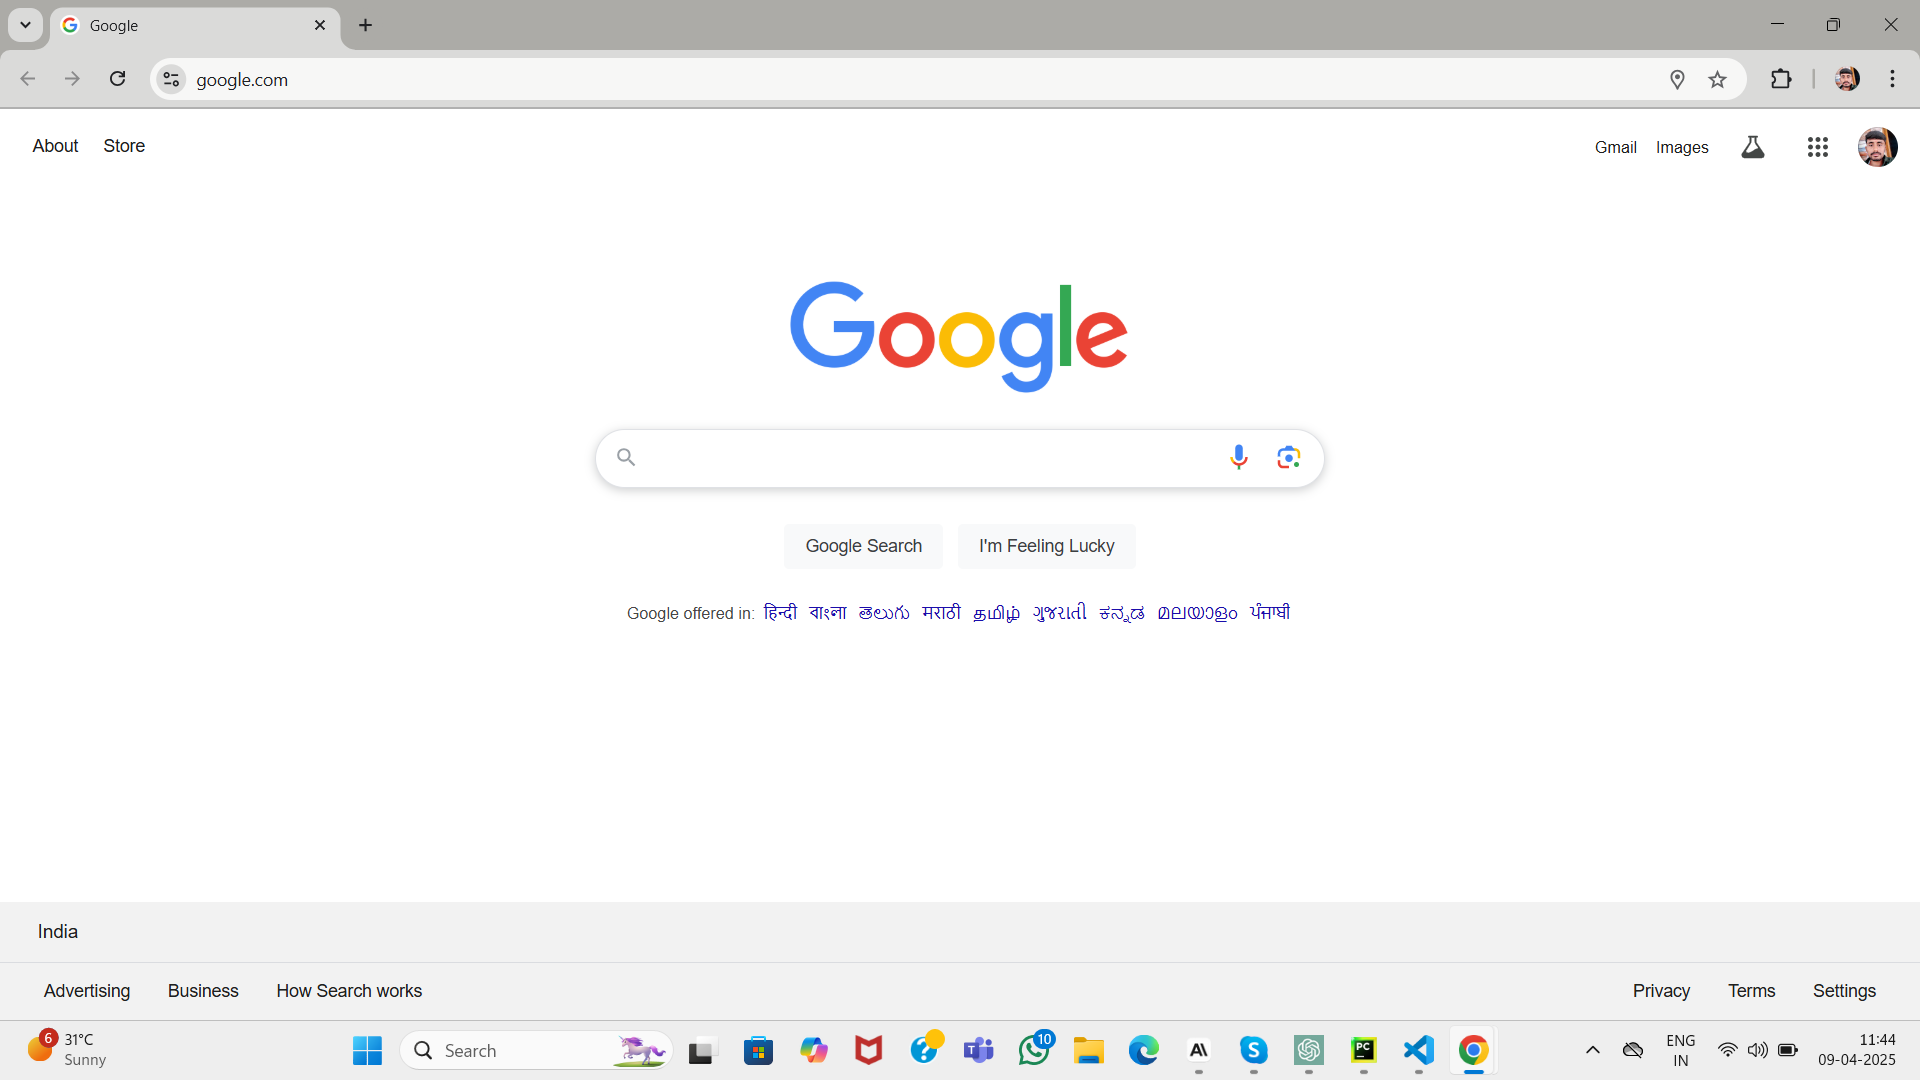 Google
google.com
About Store
Gmail Images
Google
Google Search I'm Feeling Lucky
Google offered in: हिन्दी বাংলা తెలుగు मराठी தமிழ் ગુજરાતી ಕನ್ನಡ മലയാളം ਪੰਜਾਬੀ
India
Advertising Business How Search works
Privacy Terms Settings
6 31°C
Sunny
Search
10
AI
PC
ENG
IN
11:44
09-04-2025